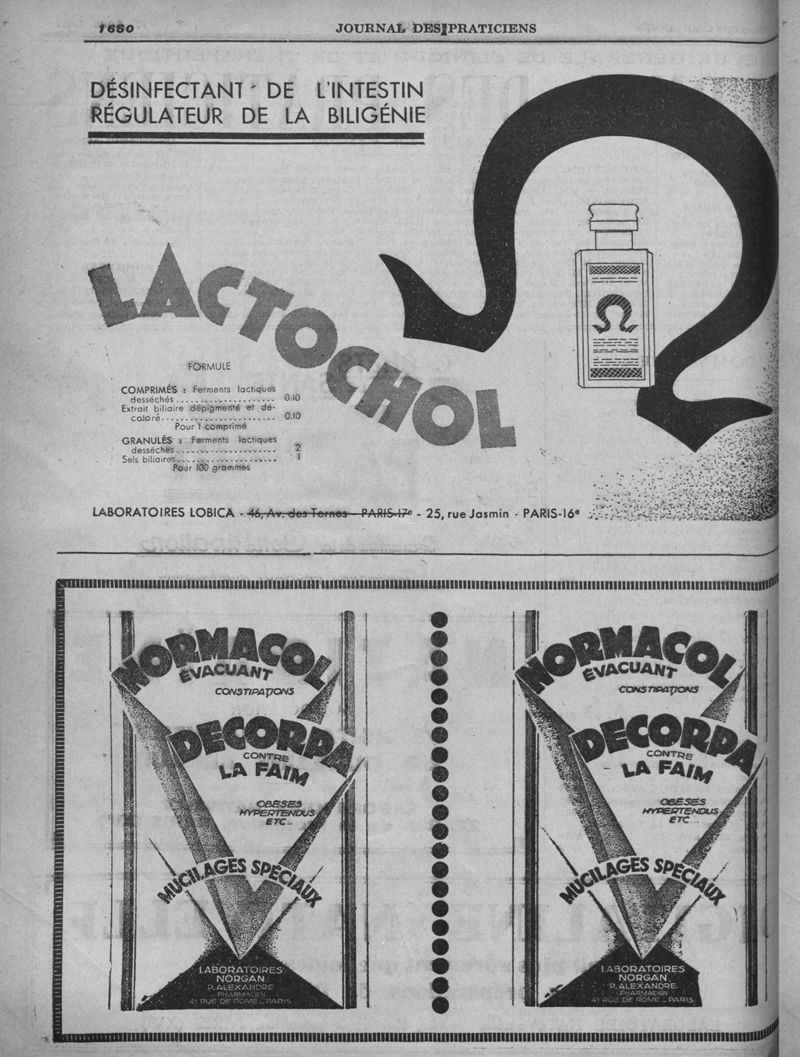 1650
JOURNAL DES PRATICIENS
DÉSINFECTANT DE L'INTESTIN
RÉGULATEUR DE LA BILIGÉNIE
LACTOCHOL
FORMULE
COMPRIMÉS : Ferments lactiques
desséchés .................... 0.10
Extrait biliaire dépigmenté et dé-
coloré....................... 0.10
Pour 1 comprimé
GRANULÉS : Ferments lactiques
desséchés.................... 2
Sels biliaires.................... 1
Pour 100 grammes
LABORATOIRES LOBICA - 46, Av. des Ternes - PARIS-17e - 25, rue Jasmin - PARIS-16e
NORMACOL
ÉVACUANT
CONSTIPATIONS
DECORPA
CONTRE
LA FAIM
OBÈSES
HYPERTENDUS
ETC...
MUCILAGES SPÉCIAUX
LABORATOIRES
NORGAN
P. ALEXANDRE
PHARMACIEN
41 RUE DE ROME - PARIS
NORMACOL
ÉVACUANT
CONSTIPATIONS
DECORPA
CONTRE
LA FAIM
OBÈSES
HYPERTENDUS
ETC...
MUCILAGES SPÉCIAUX
LABORATOIRES
NORGAN
P. ALEXANDRE
PHARMACIEN
41 RUE DE ROME - PARIS